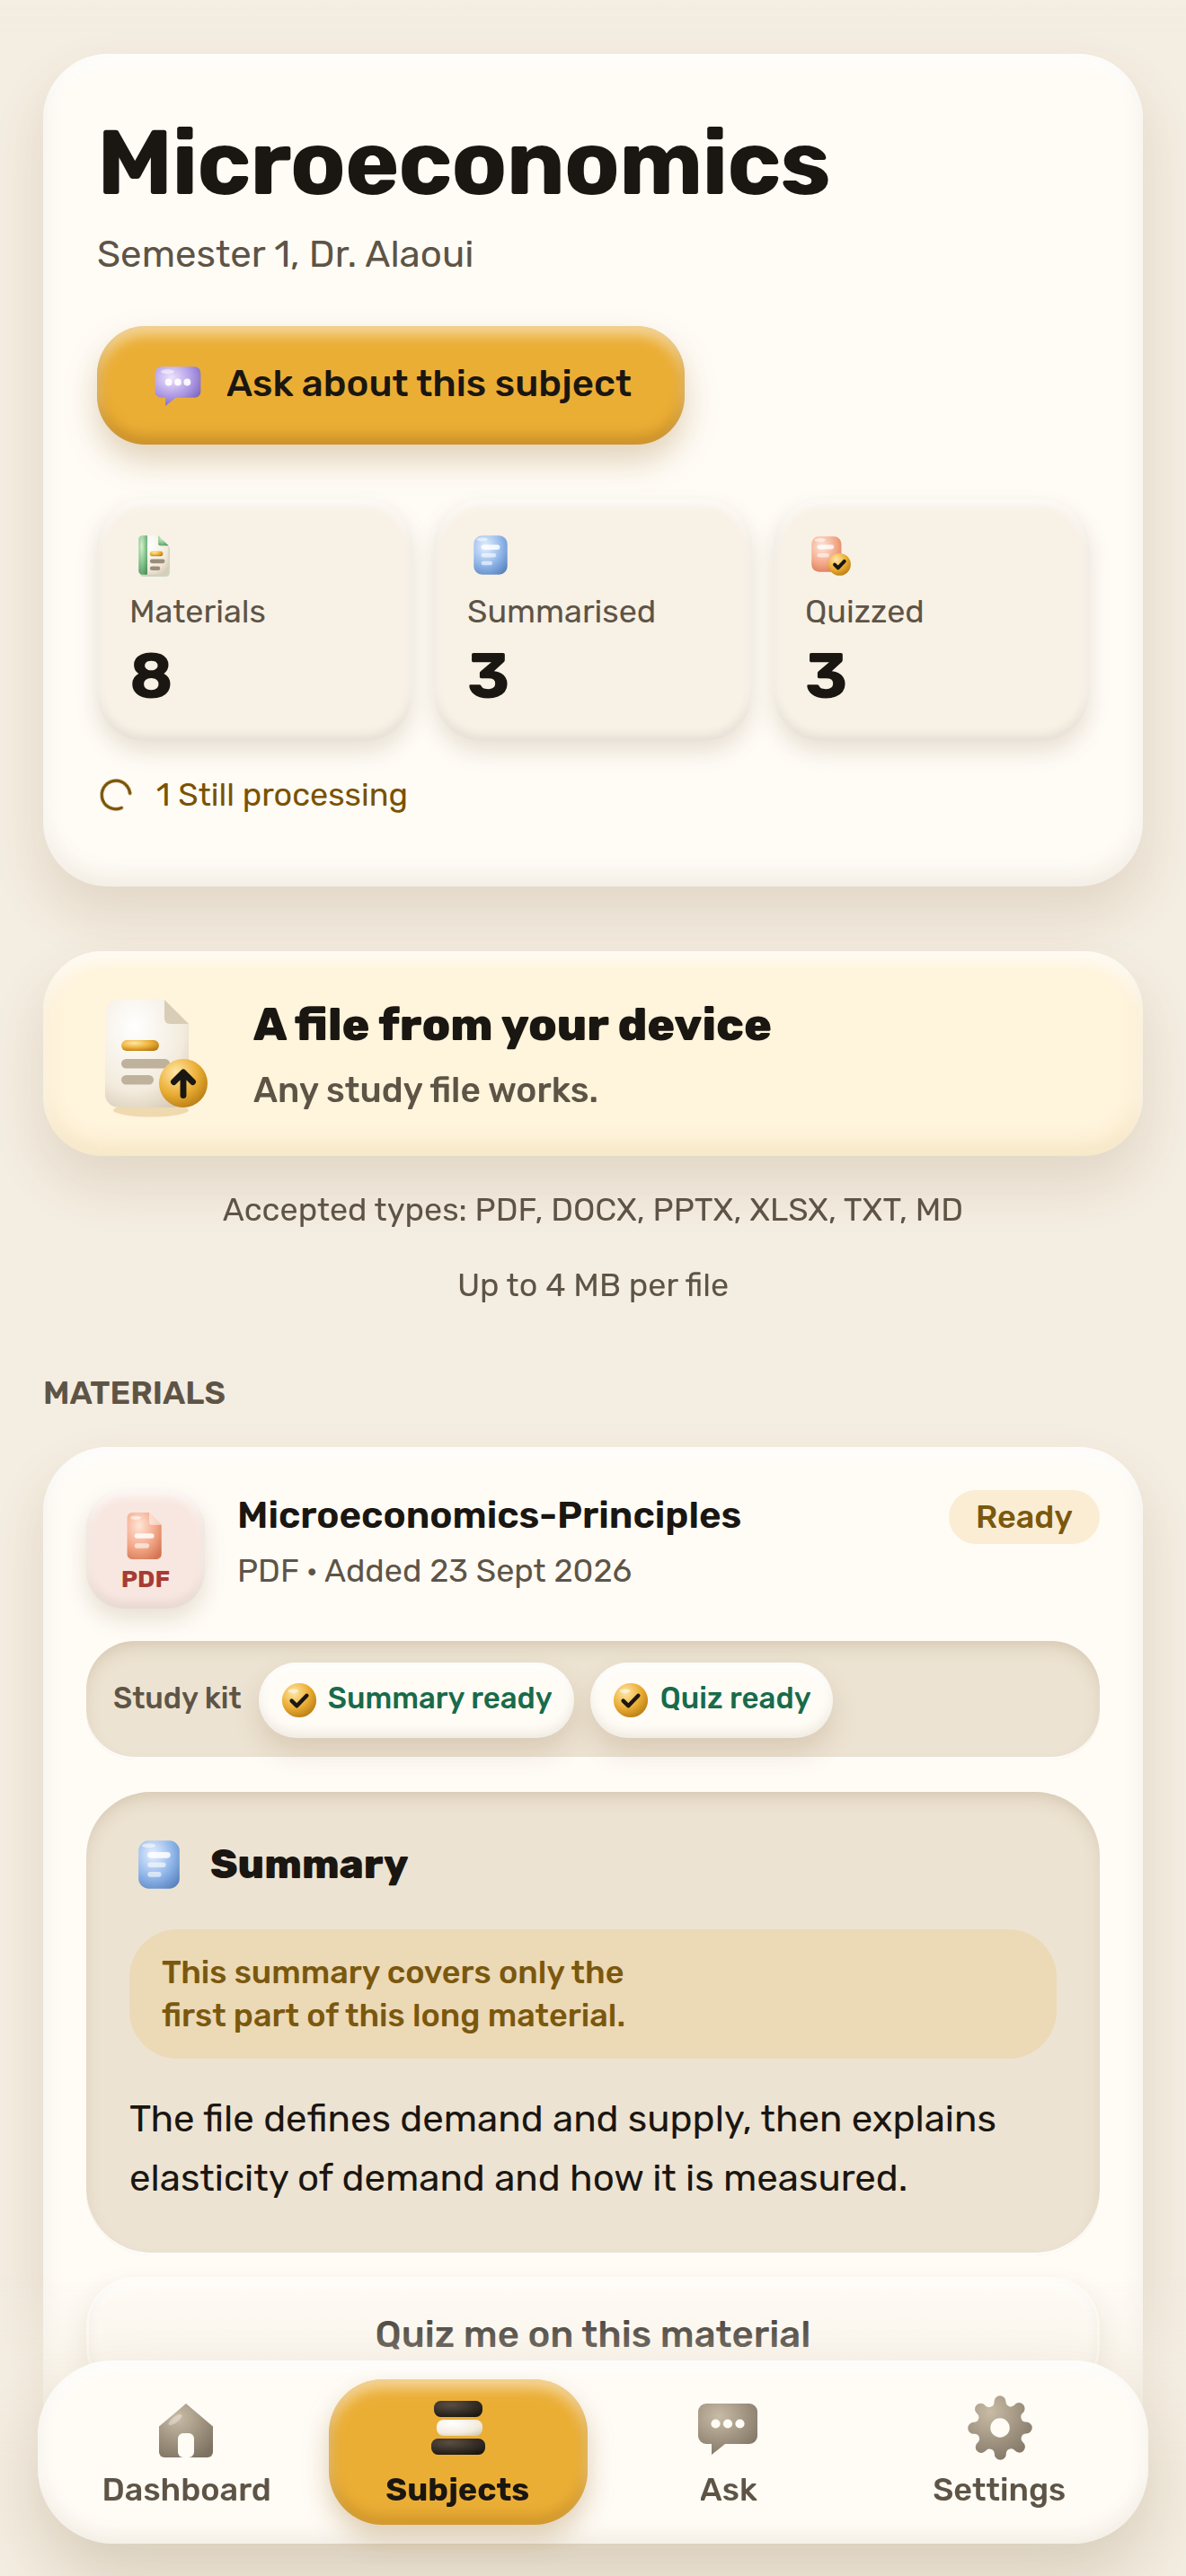 Microeconomics
Semester 1, Dr. Alaoui
Ask about this subject
Materials
8
Summarised
3
Quizzed
3
1 Still processing
A file from your device
Any study file works.
Accepted types: PDF, DOCX, PPTX, XLSX, TXT, MD
Up to 4 MB per file
MATERIALS
PDF
Microeconomics-Principles
Ready
PDF • Added 23 Sept 2026
Study kit
Summary ready
Quiz ready
Summary
This summary covers only the
first part of this long material.
The file defines demand and supply, then explains
elasticity of demand and how it is measured.
Quiz me on this material
Dashboard
Subjects
Ask
Settings